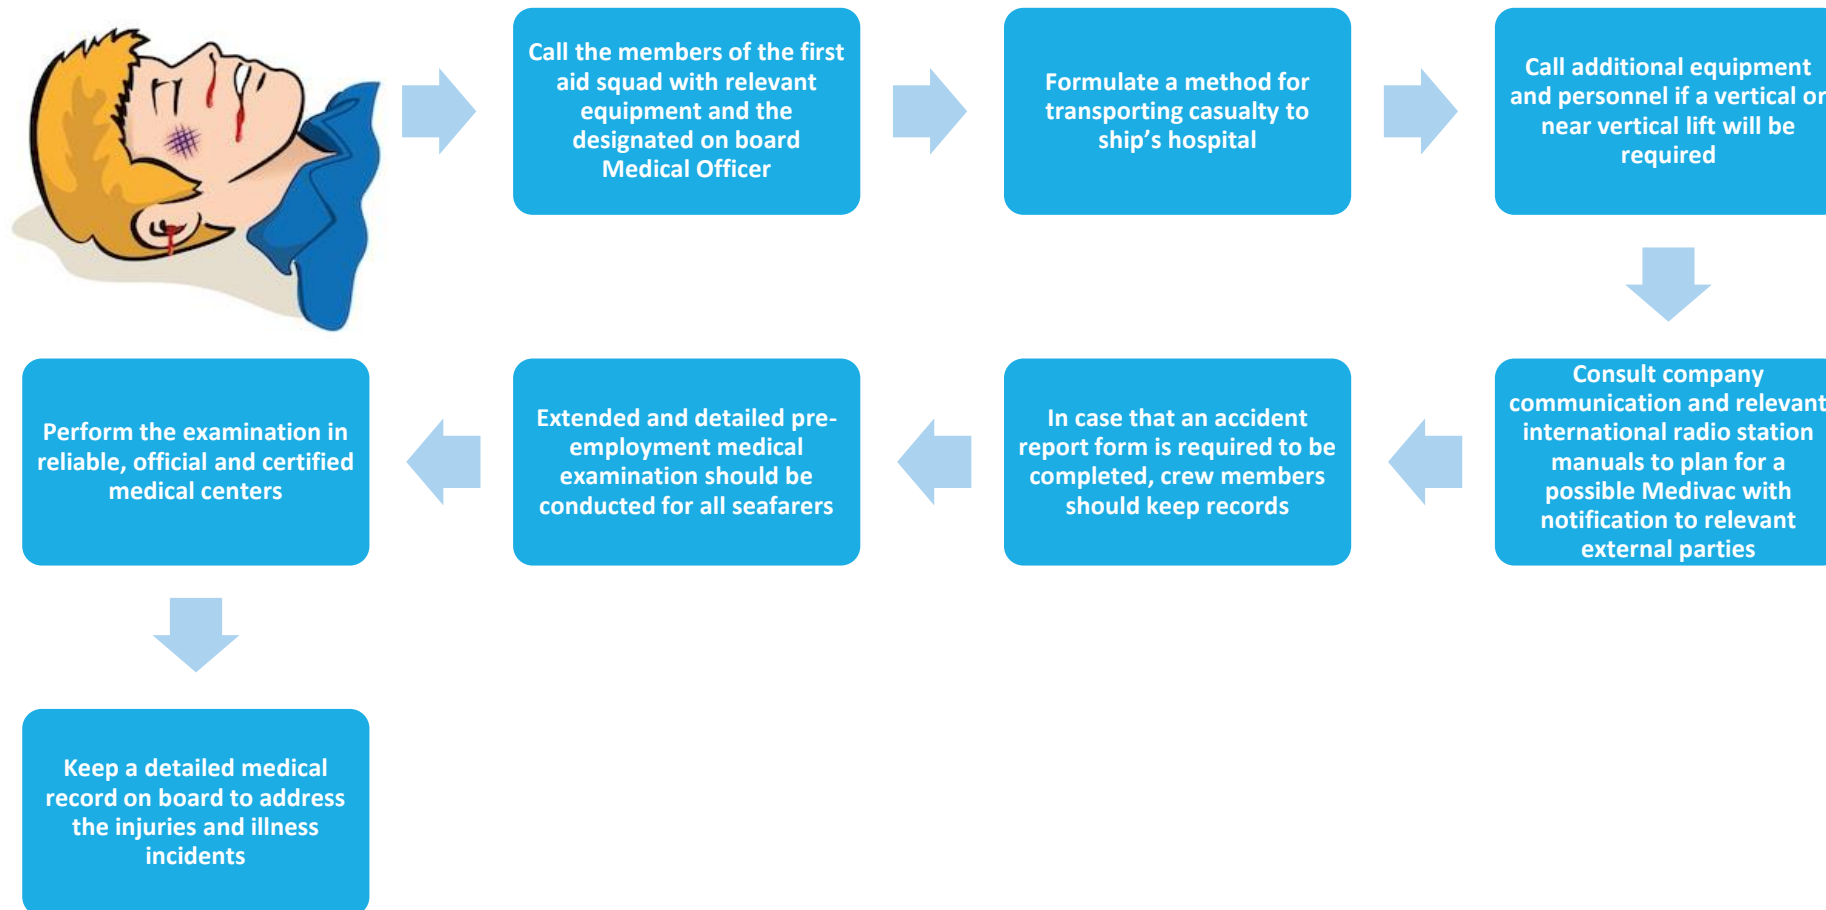 Call the members of the first
aid squad with relevant
equipment and the
designated on board
Medical Officer
Formulate a method for
transporting casualty to
ship's hospital
Call additional equipment
and personnel if a vertical or
near vertical lift will be
required
Consult company
communication and relevant
international radio station
manuals to plan for a
possible Medivac with
notification to relevant
external parties
In case that an accident
report form is required to be
completed, crew members
should keep records
Extended and detailed pre-
employment medical
examination should be
conducted for all seafarers
Perform the examination in
reliable, official and certified
medical centers
Keep a detailed medical
record on board to address
the injuries and illness
incidents